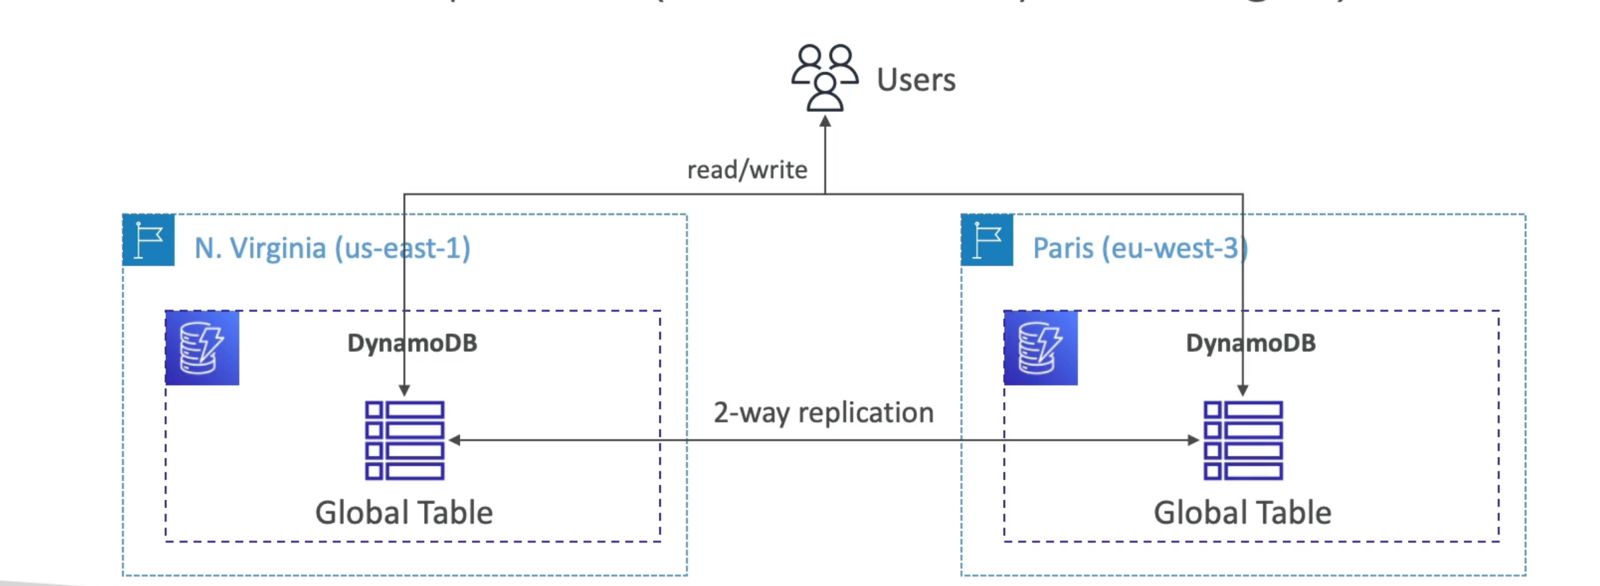 Users
read/write
N. Virginia (us-east-1)
Paris (eu-west-3)
DynamoDB
DynamoDB
2-way replication
Global Table
Global Table